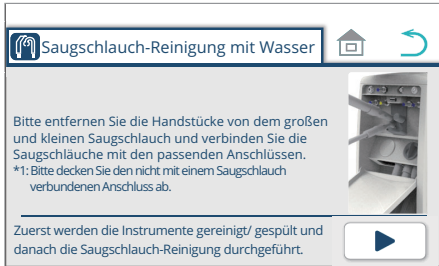 Saugschlauch-Reinigung mit Wasser
Bitte entfernen Sie die Handstücke von dem großen
und kleinen Saugschlauch und verbinden Sie die
Saugschläuche mit den passenden Anschlüssen.
*1: Bitte decken Sie den nicht mit einem Saugschlauch
verbundenen Anschluss ab.
Zuerst werden die Instrumente gereinigt/ gespült und
danach die Saugschlauch-Reinigung durchgeführt.